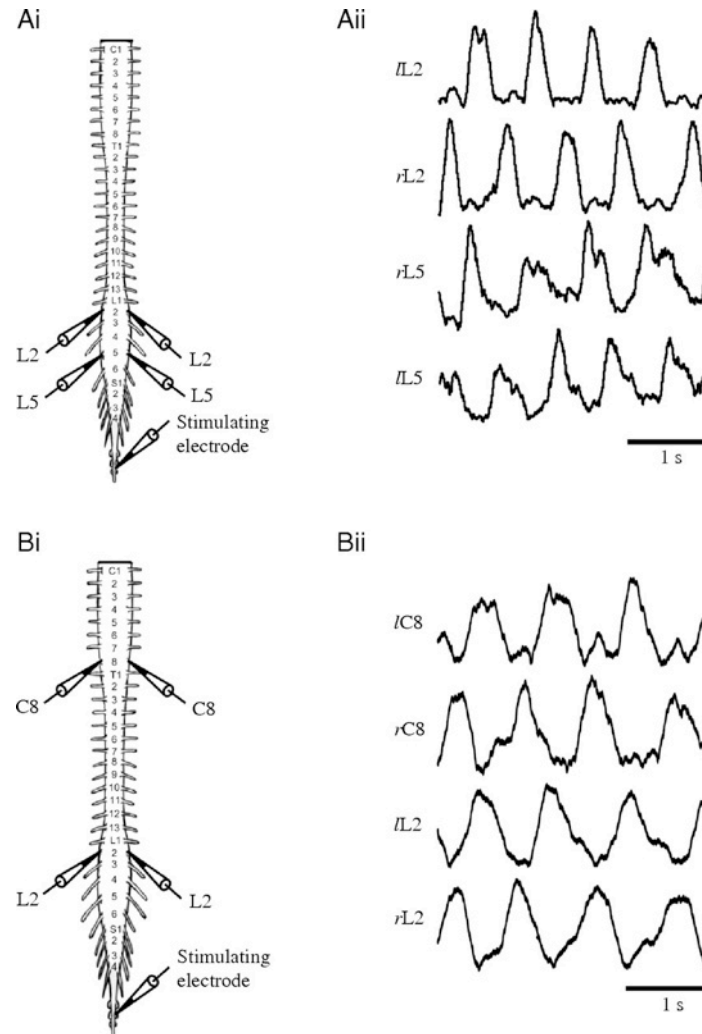 Ai
C1
2
3
4
5
6
7
8
T1
2
3
4
5
6
7
8
9
10
11
12
13
L1
2
3
4
5
6
S1
2
3
4
L2
L2
L5
L5
Stimulating
electrode
Aii
lL2
rL2
rL5
lL5
1 s
Bi
C1
2
3
4
5
6
7
8
T1
2
3
4
5
6
7
8
9
10
11
12
13
L1
2
3
4
5
6
S1
2
3
4
C8
C8
L2
L2
Stimulating
electrode
Bii
lC8
rC8
lL2
rL2
1 s